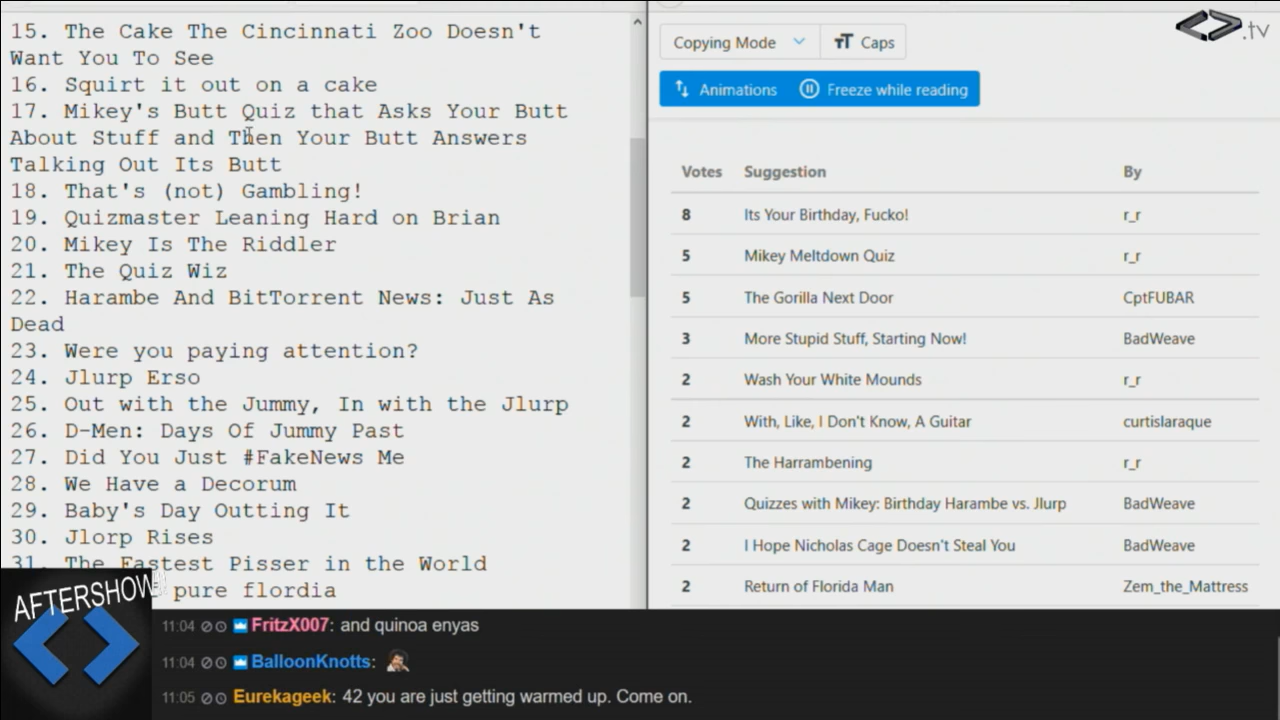 15. The Cake The Cincinnati Zoo Doesn't
Want You To See
16. Squirt it out on a cake
17. Mikey's Butt Quiz that Asks Your Butt
About Stuff and Then Your Butt Answers
Talking Out Its Butt
18. That's (not) Gambling!
19. Quizmaster Leaning Hard on Brian
20. Mikey Is The Riddler
21. The Quiz Wiz
22. Harambe And BitTorrent News: Just As
Dead
23. Were you paying attention?
24. Jlurp Erso
25. Out with the Jummy, In with the Jlurp
26. D-Men: Days Of Jummy Past
27. Did You Just #FakeNews Me
28. We Have a Decorum
29. Baby's Day Outting It
30. Jlorp Rises
31. The Fastest Pisser in the World
pure flordia
.tv
Copying Mode Caps
Animations Freeze while reading
Votes Suggestion By
8 Its Your Birthday, Fucko! r_r
5 Mikey Meltdown Quiz r_r
5 The Gorilla Next Door CptFUBAR
3 More Stupid Stuff, Starting Now! BadWeave
2 Wash Your White Mounds r_r
2 With, Like, I Don't Know, A Guitar curtislaraque
2 The Harrambening r_r
2 Quizzes with Mikey: Birthday Harambe vs. Jlurp BadWeave
2 I Hope Nicholas Cage Doesn't Steal You BadWeave
2 Return of Florida Man Zem_the_Mattress
AFTERSHOW!
11:04 FritzX007: and quinoa enyas
11:04 BalloonKnotts:
11:05 Eurekageek: 42 you are just getting warmed up. Come on.